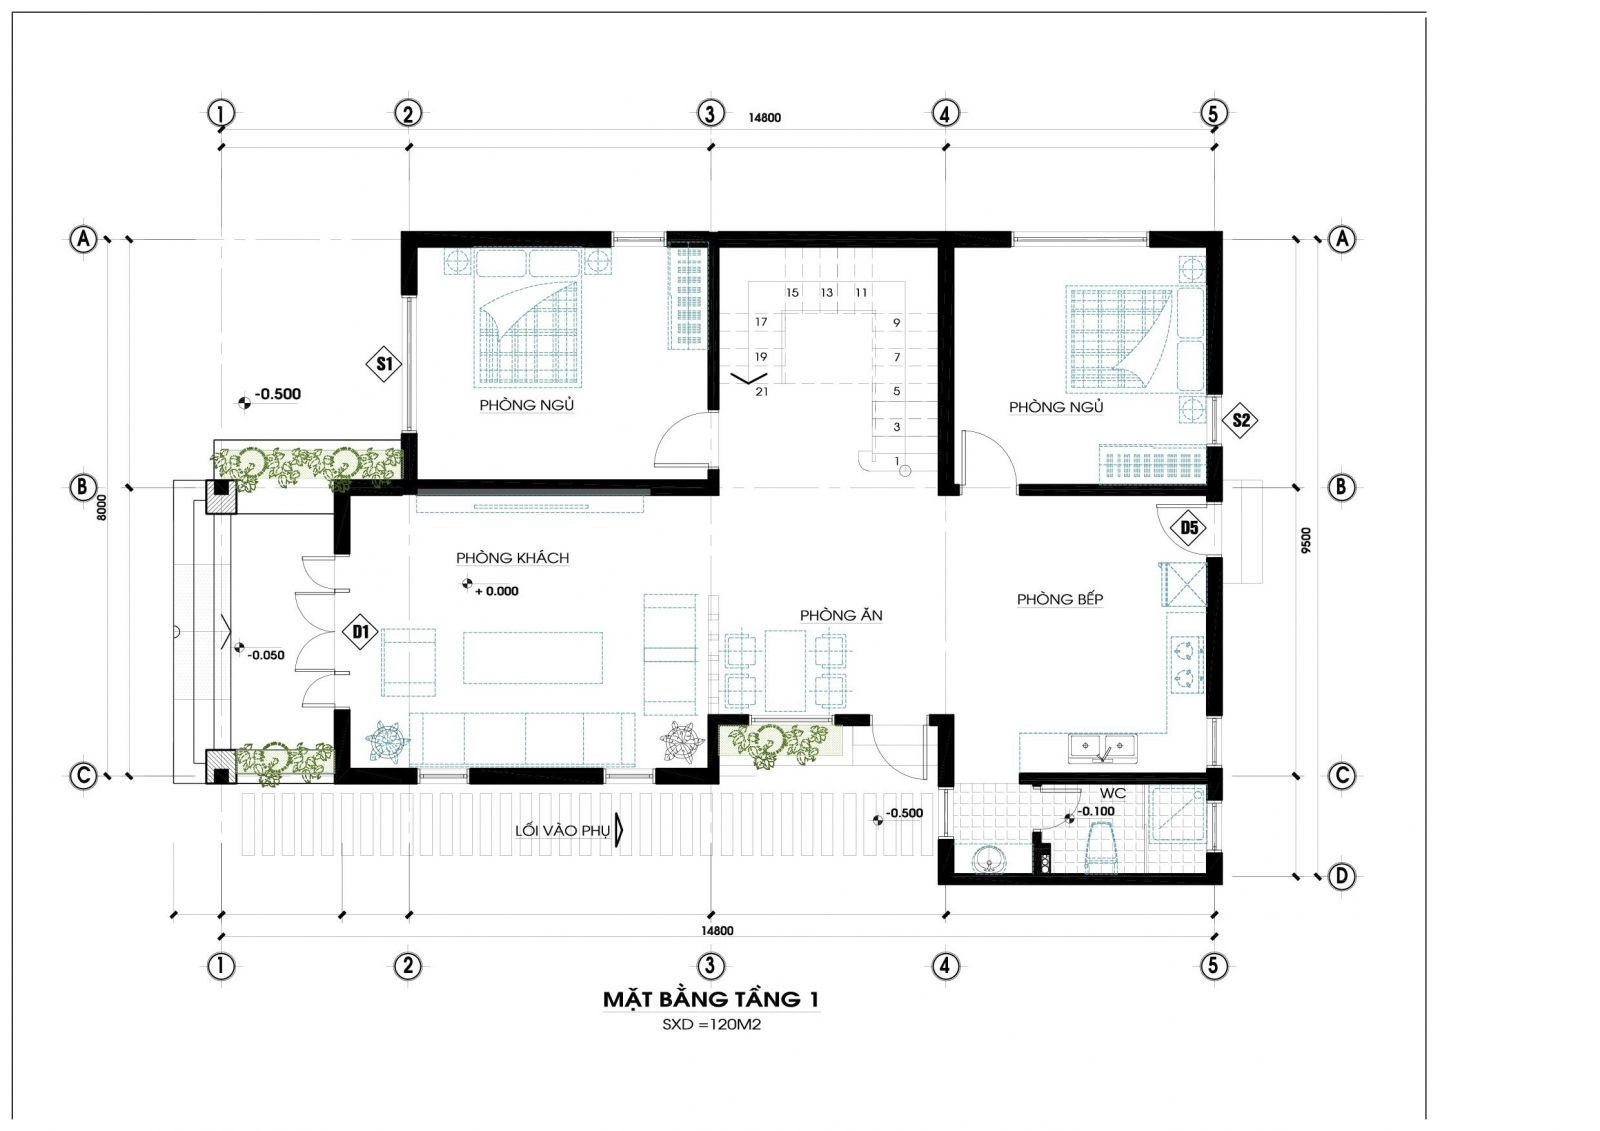 1 2 3 4 5
14800
A A
15 13 11
17 9
S1 19 7
-0.500 21 5
PHÒNG NGỦ PHÒNG NGỦ S2
3
1
B B
8000
D5
9500
PHÒNG KHÁCH
+ 0.000
PHÒNG BẾP
PHÒNG ĂN
D1
-0.050
C C
WC
-0.100
-0.500
LỐI VÀO PHỤ
D
14800
1 2 3 4 5
MẶT BẰNG TẦNG 1
SXD =120M2